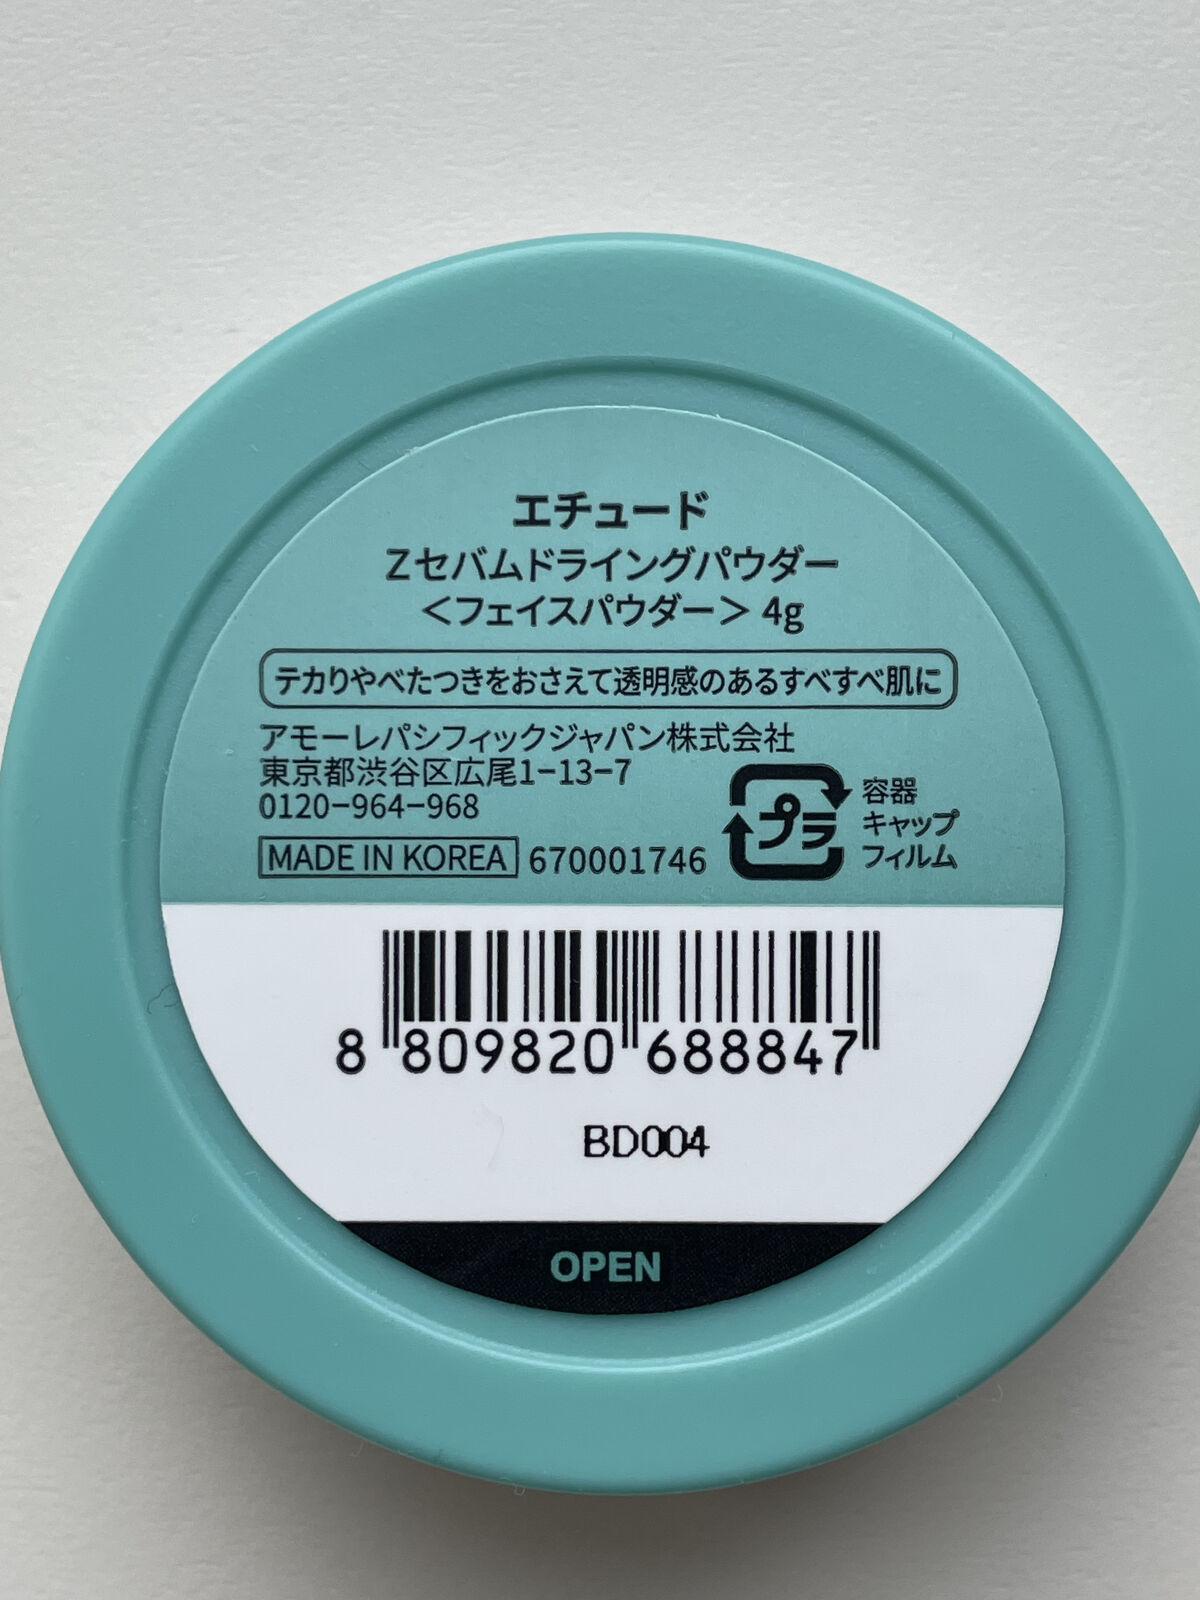 エチュード
Zセバムドライングパウダー
＜フェイスパウダー＞ 4g
テカりやべたつきをおさえて透明感のあるすべすべ肌に
アモーレパシフィックジャパン株式会社
東京都渋谷区広尾1-13-7
0120-964-968
MADE IN KOREA 670001746
プラ
容器
キャップ
フィルム
8 809820 688847
BD004
OPEN